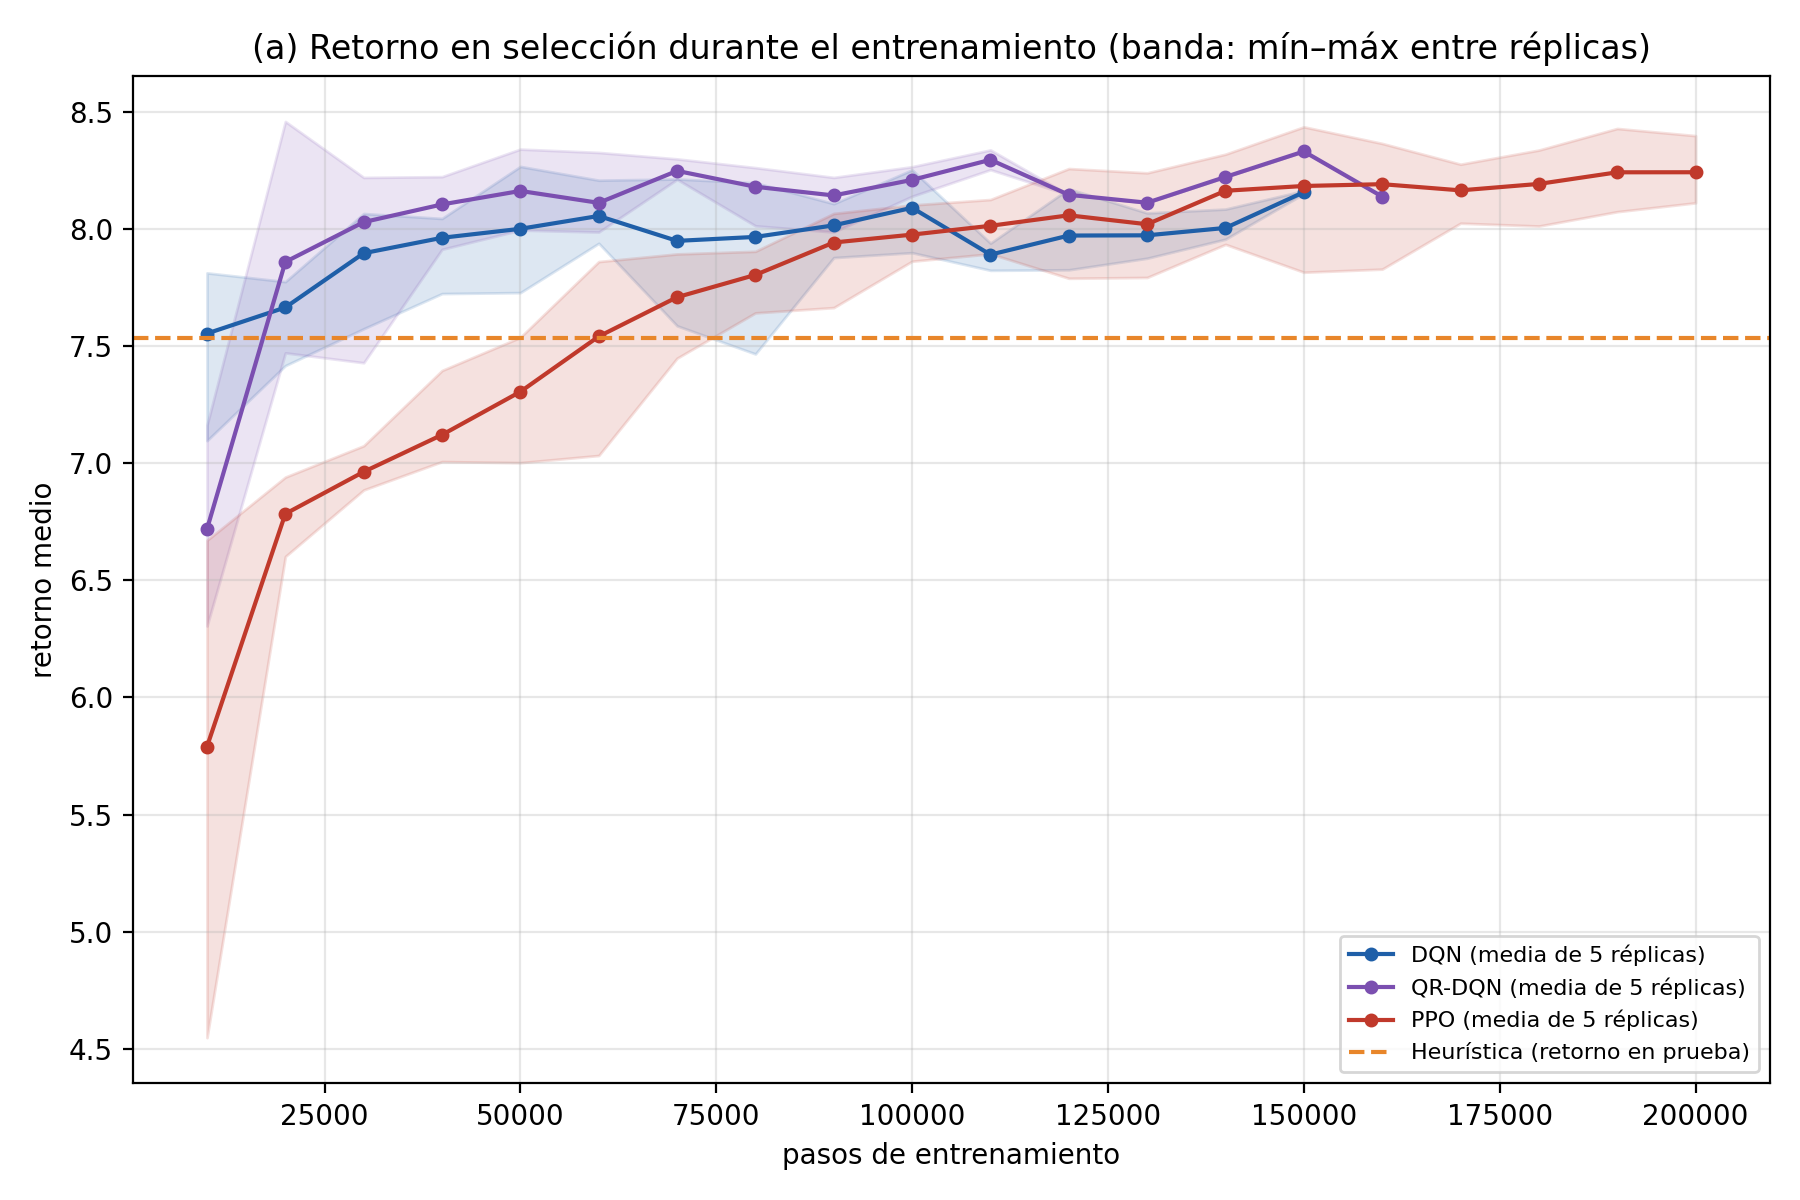 (a) Retorno en selección durante el entrenamiento (banda: mín–máx entre réplicas)
retorno medio
8.5
8.0
7.5
7.0
6.5
6.0
5.5
5.0
4.5
DQN (media de 5 réplicas)
QR-DQN (media de 5 réplicas)
PPO (media de 5 réplicas)
Heurística (retorno en prueba)
25000 50000 75000 100000 125000 150000 175000 200000
pasos de entrenamiento